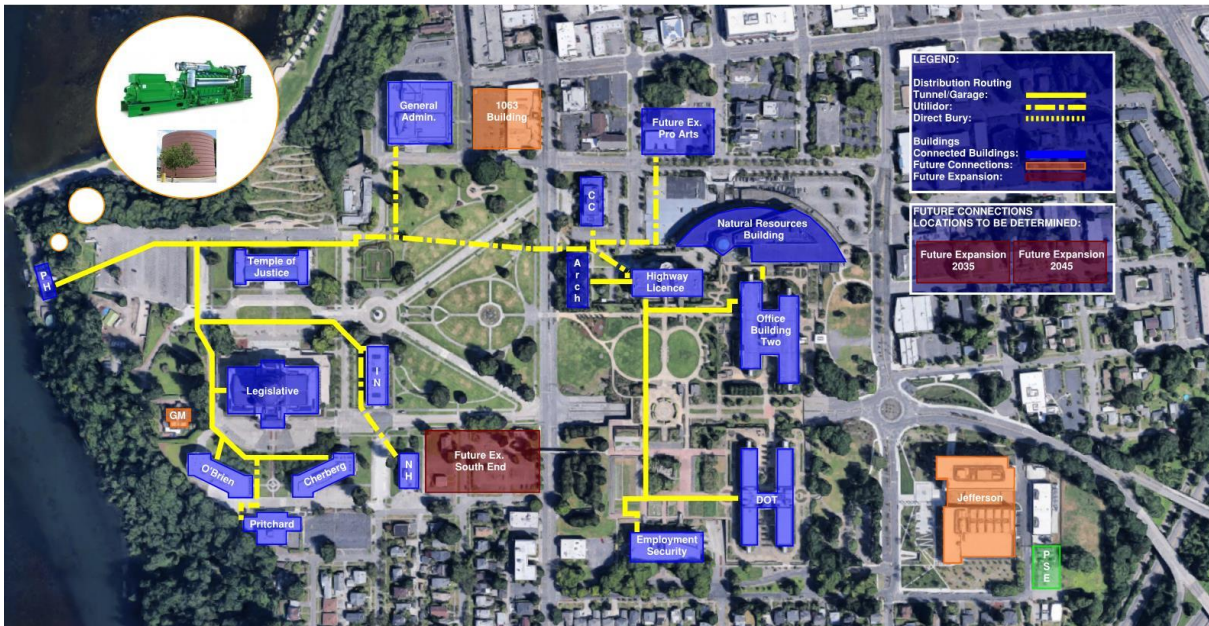 General
Admin.
1063
Building
Future Ex.
Pro Arts
LEGEND:
Distribution Routing
Tunnel/Garage:
Utilidor:
Direct Bury:
Buildings
Connected Buildings:
Future Connections:
Future Expansion:
C
C
Natural Resources
Building
FUTURE CONNECTIONS
LOCATIONS TO BE DETERMINED:
Future Expansion
2035
Future Expansion
2045
P
H
Temple of
Justice
A
r
c
h
Highway
Licence
Office
Building
Two
Legislative
I
N
GM
O'Brien
Cherberg
N
H
Future Ex.
South End
DOT
Jefferson
Pritchard
Employment
Security
P
S
E